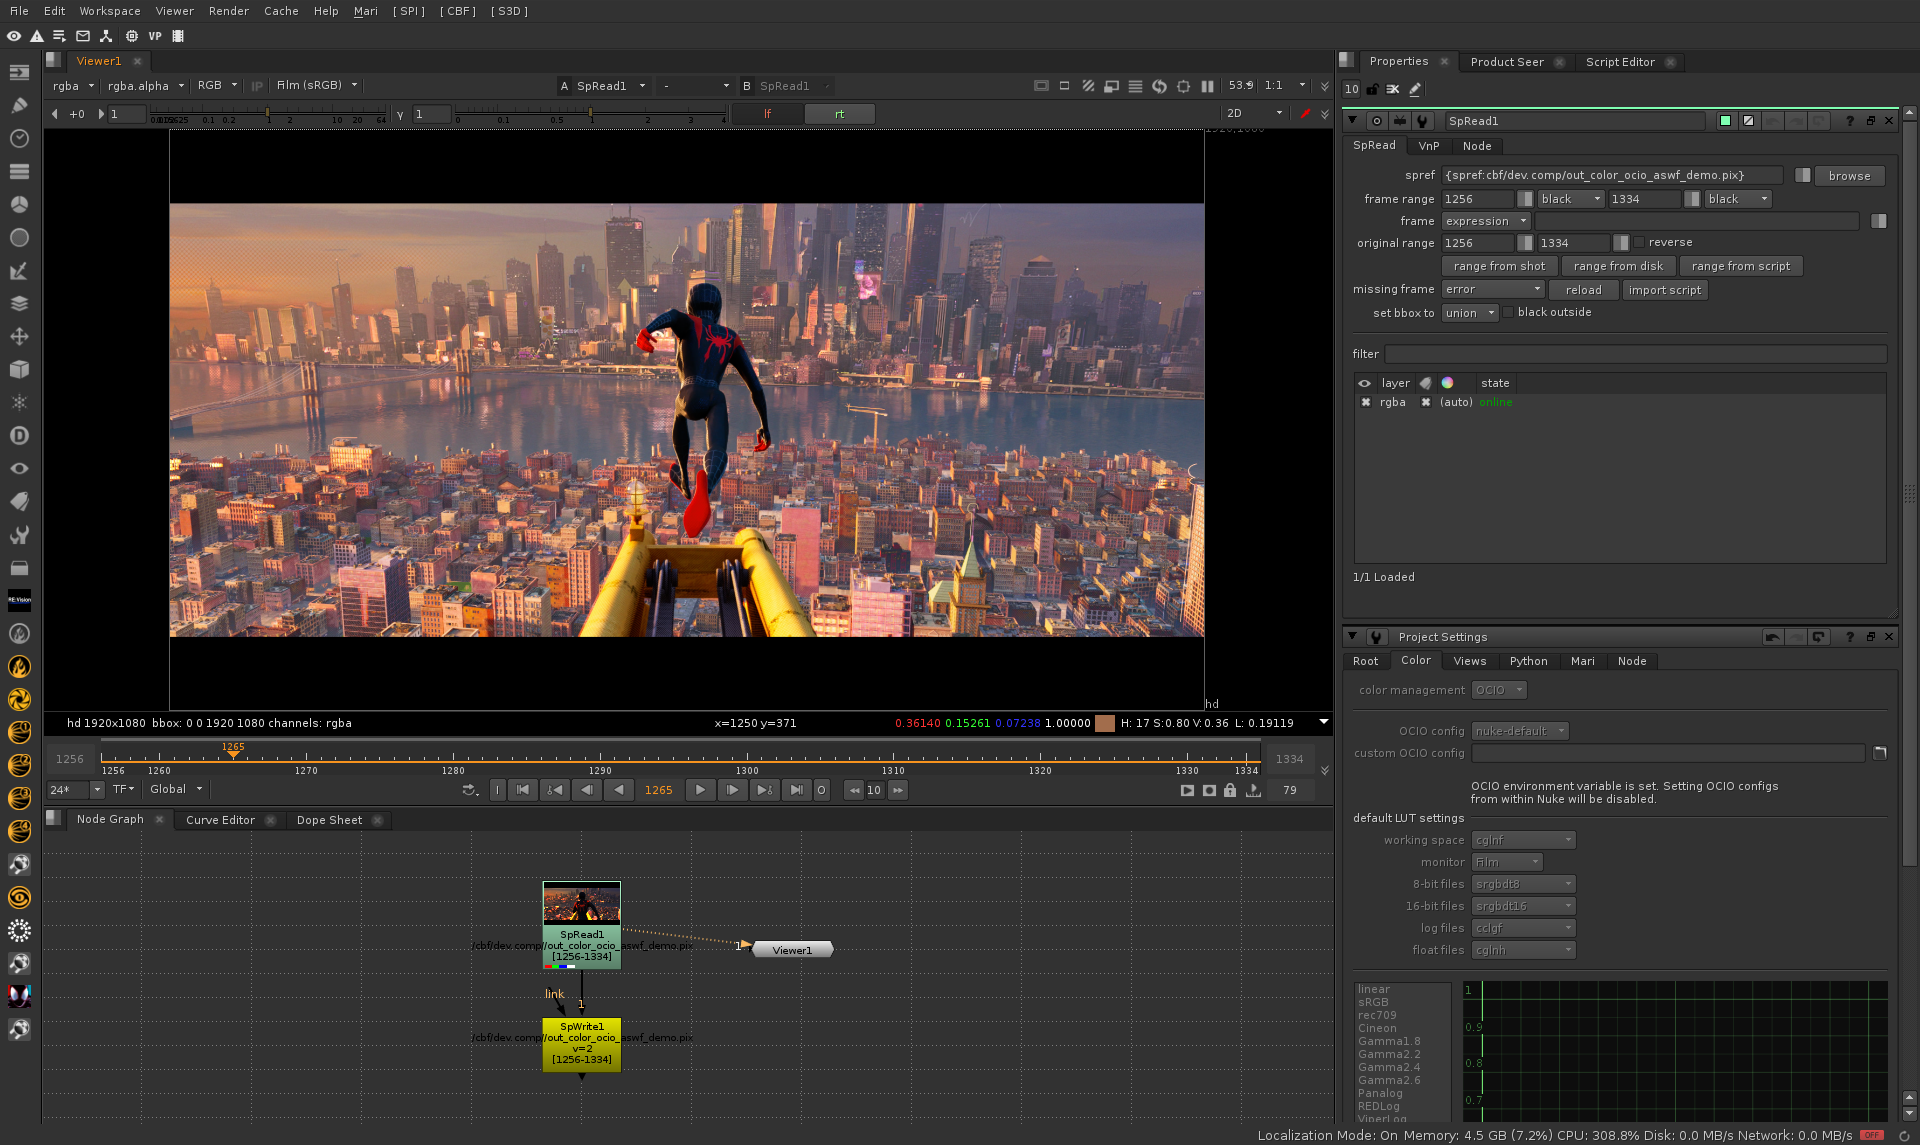 File Edit Workspace Viewer Render Cache Help Mari [ SPI ] [ CBF ] [ S3D ]
VP
Viewer1
rgba rgba.alpha RGB IP Film (sRGB) A SpRead1 - B SpRead1 53.9 1:1
+0 1 γ 1 lf rt 2D
hd
hd 1920x1080 bbox: 0 0 1920 1080 channels: rgba x=1250 y=371 0.36140 0.15261 0.07238 1.00000 H: 17 S:0.80 V: 0.36 L: 0.19119
1256 1265 1334
1256 1260 1270 1280 1290 1300 1310 1320 1330 1334
24* TF Global I 1265 O 10 79
Node Graph Curve Editor Dope Sheet
SpRead1
/cbf/dev.comp//out_color_ocio_aswf_demo.pix
[1256-1334]
1 Viewer1
link
1
SpWrite1
/cbf/dev.comp//out_color_ocio_aswf_demo.pix
v=2
[1256-1334]
RE:Vision
Properties Product Seer Script Editor
10
SpRead1
SpRead VnP Node
spref {spref:cbf/dev.comp/out_color_ocio_aswf_demo.pix} browse
frame range 1256 black 1334 black
frame expression
original range 1256 1334 reverse
range from shot range from disk range from script
missing frame error reload import script
set bbox to union black outside
filter
layer state
rgba (auto) online
1/1 Loaded
Project Settings
Root Color Views Python Mari Node
color management OCIO
OCIO config nuke-default
custom OCIO config
OCIO environment variable is set. Setting OCIO configs
from within Nuke will be disabled.
default LUT settings
working space cglnf
monitor Film
8-bit files srgbdt8
16-bit files srgbdt16
log files cclgf
float files cglnh
linear
sRGB
rec709
Cineon
Gamma1.8
Gamma2.2
Gamma2.4
Gamma2.6
Panalog
REDLog
ViperLog
1
0.9
0.8
0.7
Localization Mode: On Memory: 4.5 GB (7.2%) CPU: 308.8% Disk: 0.0 MB/s Network: 0.0 MB/s OFF